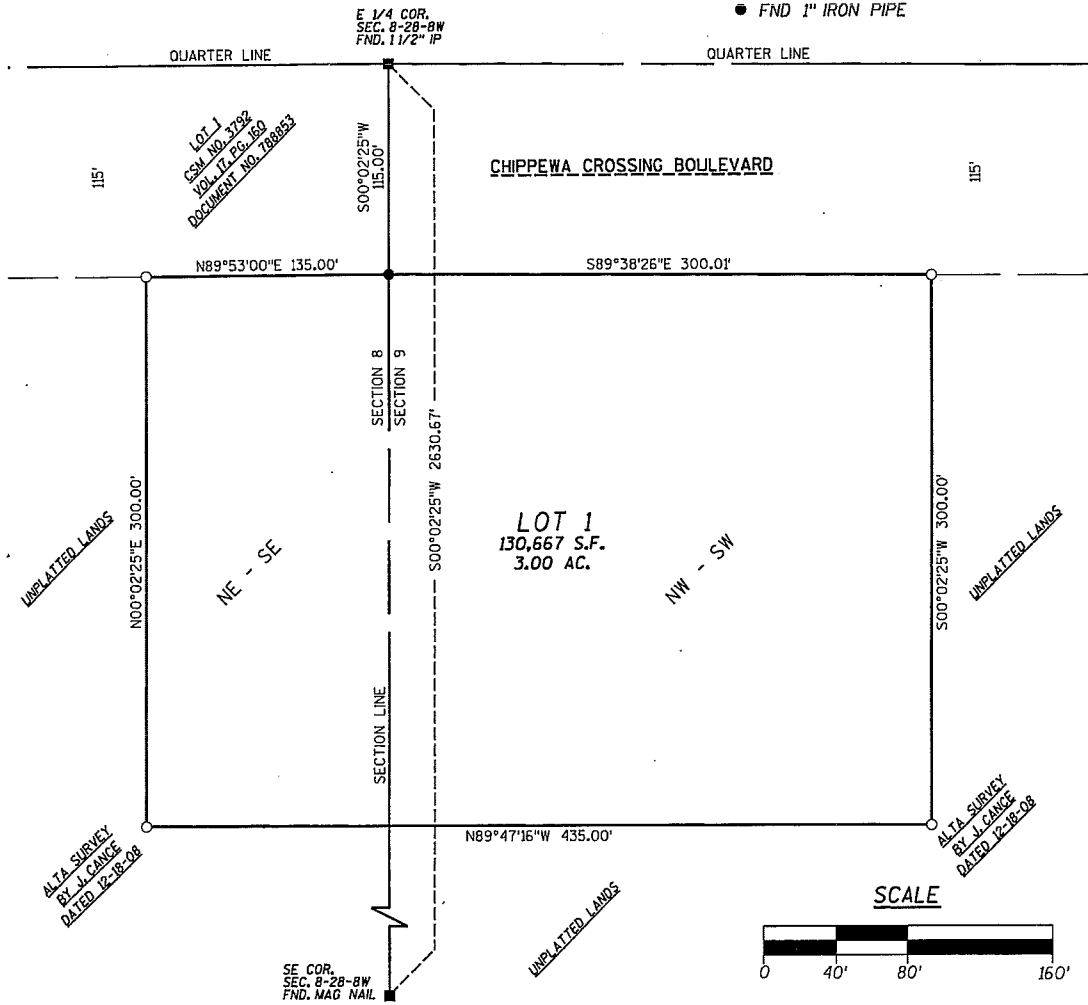 ● FND 1" IRON PIPE
E 1/4 COR.
SEC. 8-28-8W
FND. 1 1/2" IP
QUARTER LINE
QUARTER LINE
LOT 1
CSM NO. 3792
VOL. 17, PG. 160
DOCUMENT NO. 788853
115'
S00°02'25"W
115.00'
CHIPPEWA CROSSING BOULEVARD
115'
N89°53'00"E 135.00'
S89°38'26"E 300.01'
SECTION 8
SECTION 9
S00°02'25"W 2630.67'
N00°02'25"E 300.00'
S00°02'25"W 300.00'
UNPLATTED LANDS
NE - SE
LOT 1
130,667 S.F.
3.00 AC.
NW - SW
UNPLATTED LANDS
SECTION LINE
N89°47'16"W 435.00'
ALTA SURVEY
BY J. CANCE
DATED 12-18-08
ALTA SURVEY
BY J. CANCE
DATED 12-18-08
UNPLATTED LANDS
SE COR.
SEC. 8-28-8W
FND. MAG NAIL
SCALE
0 40' 80' 160'